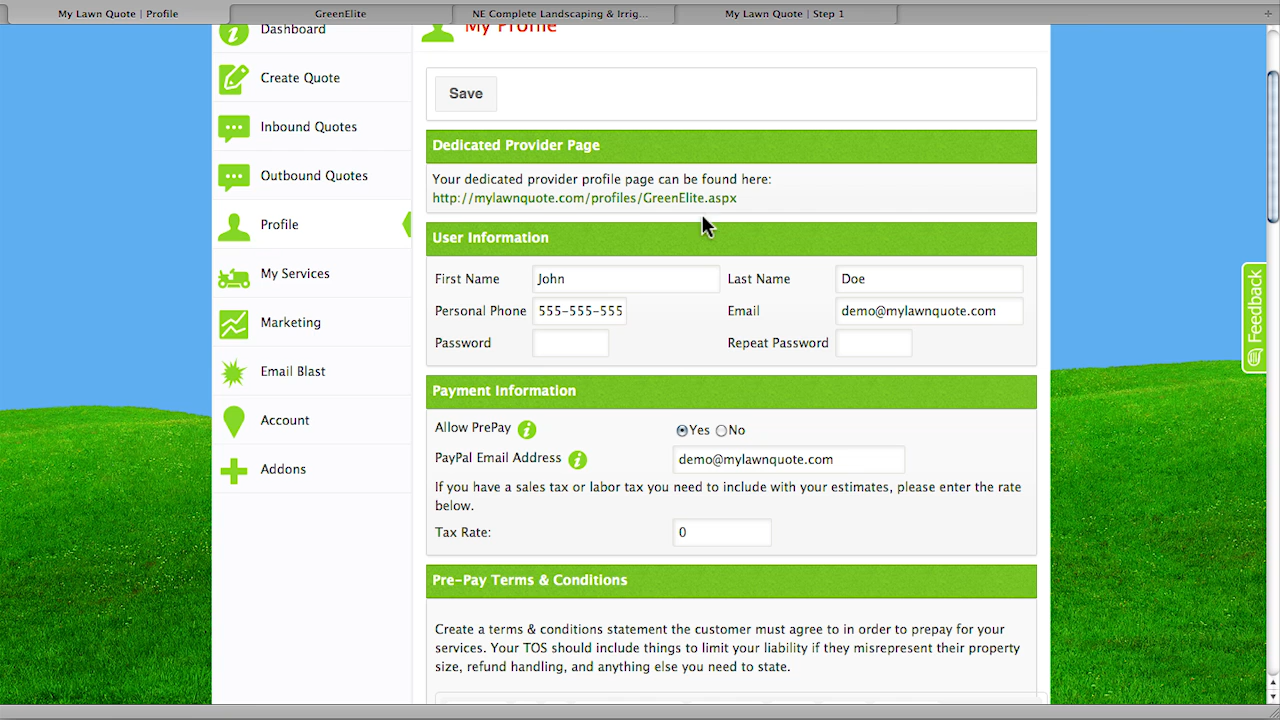 My Lawn Quote | Profile
GreenElite
NE Complete Landscaping & Irrig...
My Lawn Quote | Step 1
Dashboard
Create Quote
Inbound Quotes
Outbound Quotes
Profile
My Services
Marketing
Email Blast
Account
Addons
My Profile
Save
Dedicated Provider Page
Your dedicated provider profile page can be found here:
http://mylawnquote.com/profiles/GreenElite.aspx
User Information
First Name John Last Name Doe
Personal Phone 555-555-555 Email demo@mylawnquote.com
Password Repeat Password
Payment Information
Allow PrePay Yes No
PayPal Email Address demo@mylawnquote.com
If you have a sales tax or labor tax you need to include with your estimates, please enter the rate
below.
Tax Rate: 0
Pre-Pay Terms & Conditions
Create a terms & conditions statement the customer must agree to in order to prepay for your
services. Your TOS should include things to limit your liability if they misrepresent their property
size, refund handling, and anything else you need to state.
Feedback